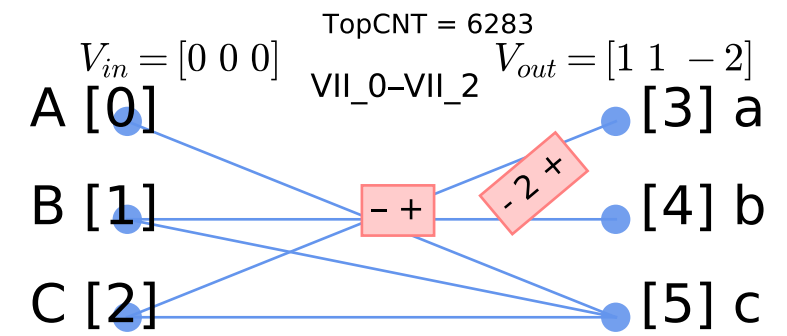 TopCNT = 6283
V_in = [0 0 0]
V_out = [1 1 − 2]
VII_0–VII_2
A [0]
[3] a
- 2 +
B [1]
– +
[4] b
C [2]
[5] c